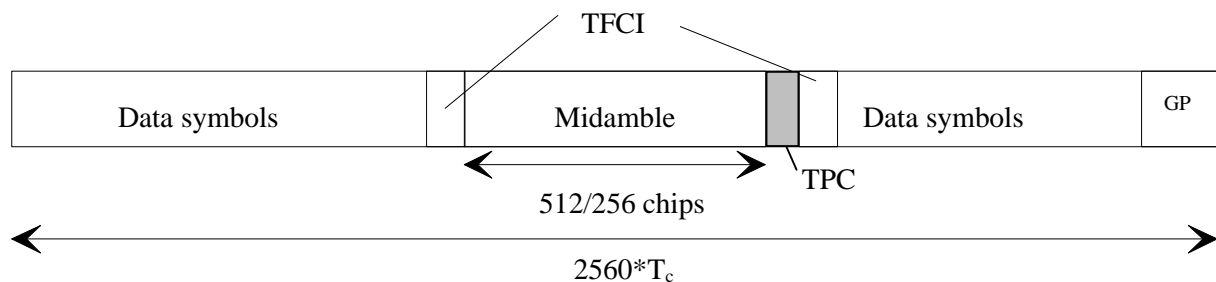 TFCI
Data symbols
Midamble
Data symbols
GP
TPC
512/256 chips
2560*Tc